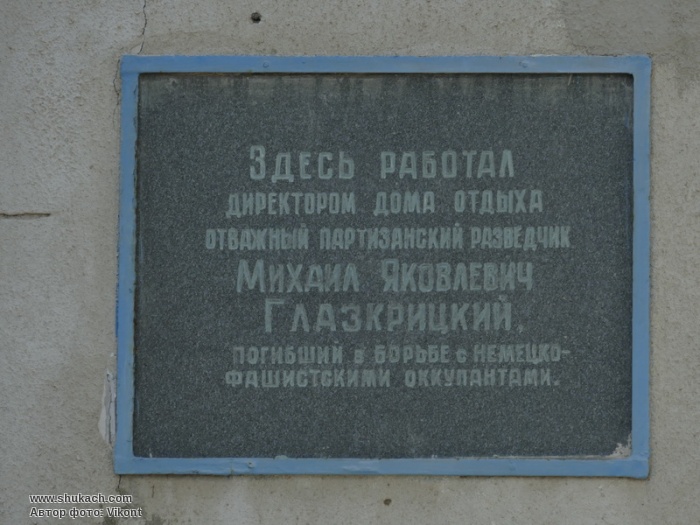 Здесь работал
директором дома отдыха
отважный партизанский разведчик
Михаил Яковлевич
Глазкрицкий,
погибший в борьбе с немецко-
фашистскими оккупантами.
www.shukach.com
Автор фото: Vikont